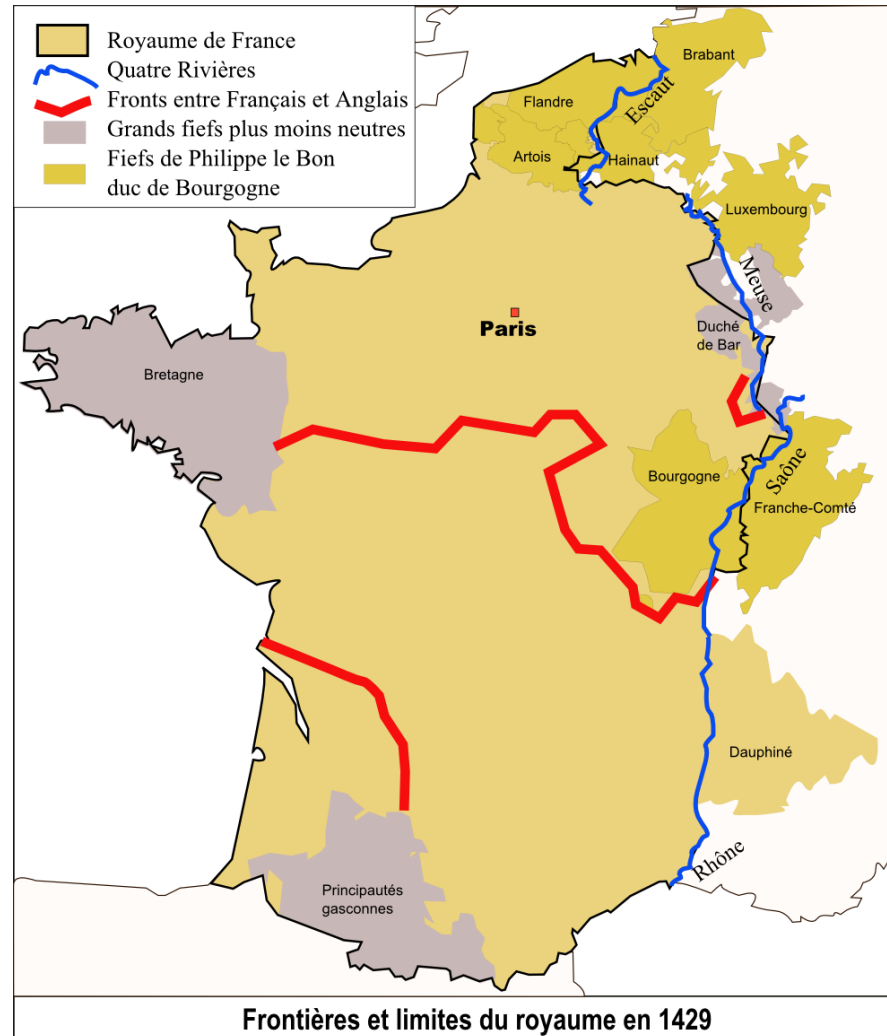 Royaume de France
Quatre Rivières
Fronts entre Français et Anglais
Grands fiefs plus moins neutres
Fiefs de Philippe le Bon
duc de Bourgogne
Brabant
Flandre
Escaut
Artois
Hainaut
Luxembourg
Meuse
Paris
Duché
de Bar
Bretagne
Bourgogne
Saône
Franche-Comté
Dauphiné
Rhône
Principautés
gasconnes
Frontières et limites du royaume en 1429